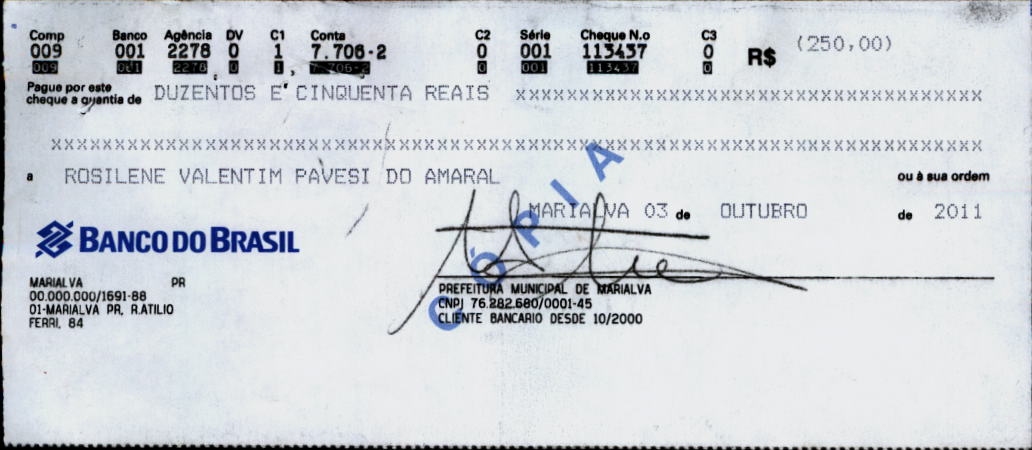 Comp Banco Agência DV C1 Conta C2 Série Cheque N.o C3
009 001 2278 0 1 7.706-2 0 001 113437 0 R$ (250,00)
009 001 2278 0 1 7.706-2 0 001 113437 0
Pague por este
cheque a quantia de DUZENTOS E CINQUENTA REAIS XXXXXXXXXXXXXXXXXXXXXXXXXXXXXXXXXXXXXXXXXXX
XXXXXXXXXXXXXXXXXXXXXXXXXXXXXXXXXXXXXXXXXXXXXXXXXXXXXXXXXXXXXXXXXXXXXXXXXXXXXXXXXXXXXX
a ROSILENE VALENTIM PAVESI DO AMARAL ou à sua ordem
MARIALVA 03 de OUTUBRO de 2011
CÓPIA
BANCO DO BRASIL
MARIALVA PR
00.000.000/1691-88
01-MARIALVA PR, R.ATILIO
FERRI, 84
PREFEITURA MUNICIPAL DE MARIALVA
CNPJ 76.282.680/0001-45
CLIENTE BANCARIO DESDE 10/2000